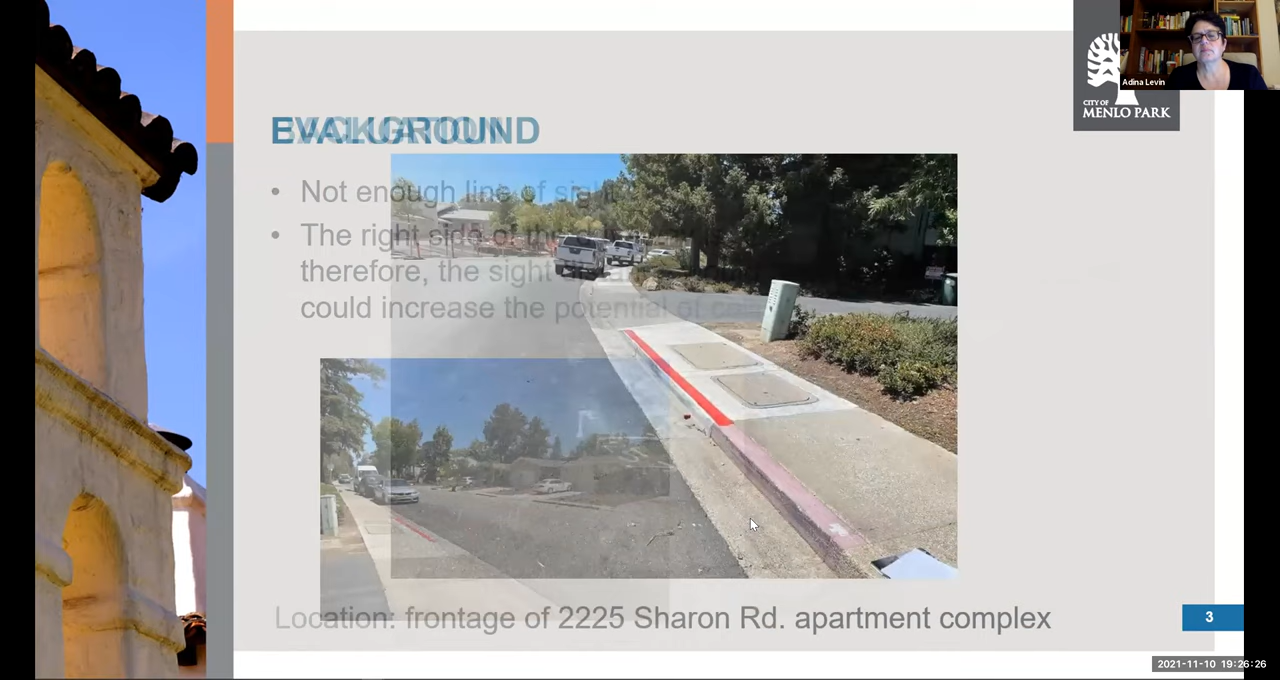 Adina Levin
CITY OF
MENLO PARK
EVALUATION
BACKGROUND
• Not enough line of sight
• The right side of the
therefore, the sight
could increase the potential of
Location: frontage of 2225 Sharon Rd. apartment complex
3
2021-11-10 19:26:26